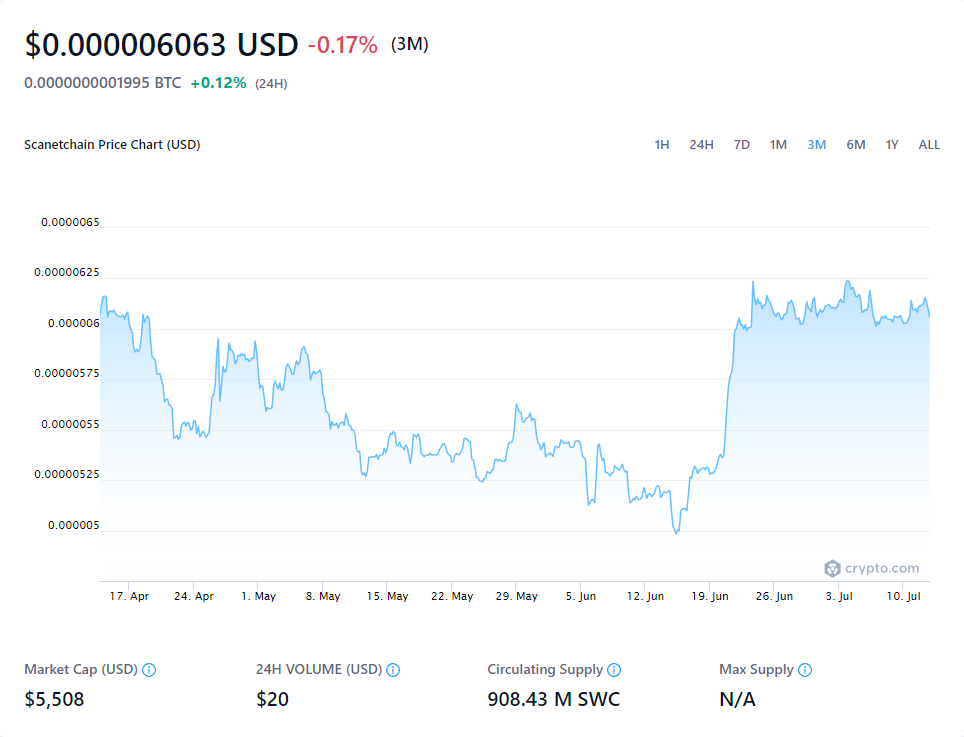 $0.000006063 USD -0.17% (3M)
0.0000000001995 BTC +0.12% (24H)
Scanetchain Price Chart (USD) 1H 24H 7D 1M 3M 6M 1Y ALL
0.0000065
0.00000625
0.000006
0.00000575
0.0000055
0.00000525
0.000005
crypto.com
17. Apr 24. Apr 1. May 8. May 15. May 22. May 29. May 5. Jun 12. Jun 19. Jun 26. Jun 3. Jul 10. Jul
Market Cap (USD) 24H VOLUME (USD) Circulating Supply Max Supply
$5,508 $20 908.43 M SWC N/A